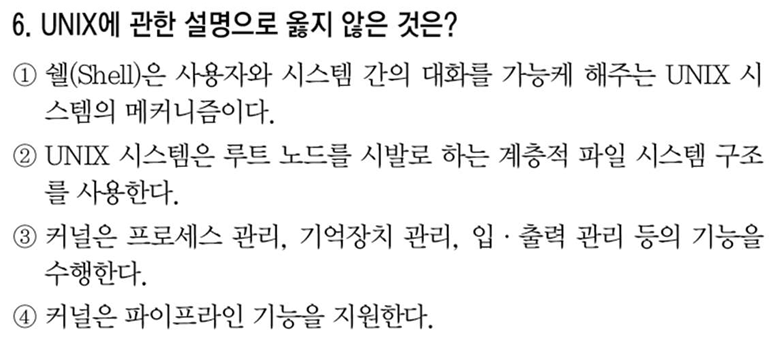 6. UNIX에 관한 설명으로 옳지 않은 것은?
① 쉘(Shell)은 사용자와 시스템 간의 대화를 가능케 해주는 UNIX 시
스템의 메커니즘이다.
② UNIX 시스템은 루트 노드를 시발로 하는 계층적 파일 시스템 구조
를 사용한다.
③ 커널은 프로세스 관리, 기억장치 관리, 입·출력 관리 등의 기능을
수행한다.
④ 커널은 파이프라인 기능을 지원한다.